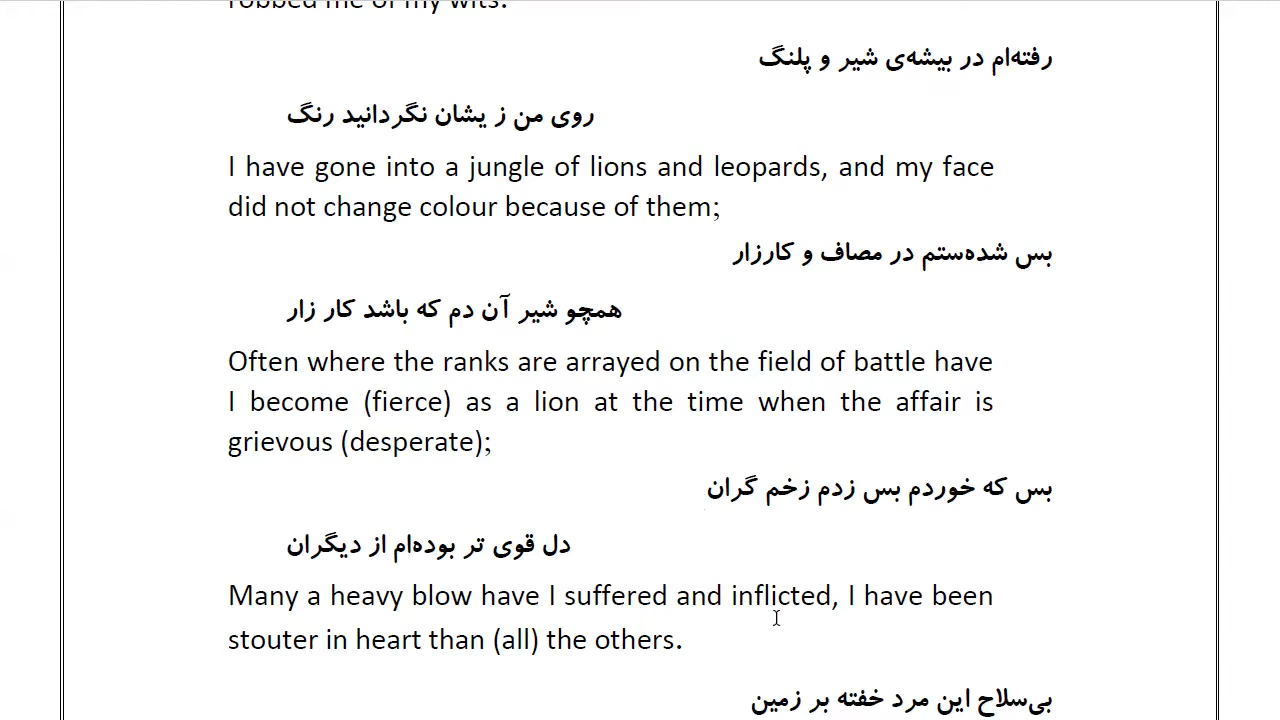 robbed me of my wits.
رفته‌ام در بیشه‌ی شیر و پلنگ
روی من ز یشان نگردانید رنگ
I have gone into a jungle of lions and leopards, and my face
did not change colour because of them;
بس شده‌ستم در مصاف و کارزار
همچو شیر آن دم که باشد کار زار
Often where the ranks are arrayed on the field of battle have
I become (fierce) as a lion at the time when the affair is
grievous (desperate);
بس که خوردم بس زدم زخم گران
دل قوی تر بوده‌ام از دیگران
Many a heavy blow have I suffered and inflicted, I have been
stouter in heart than (all) the others.
بی‌سلاح این مرد خفته بر زمین